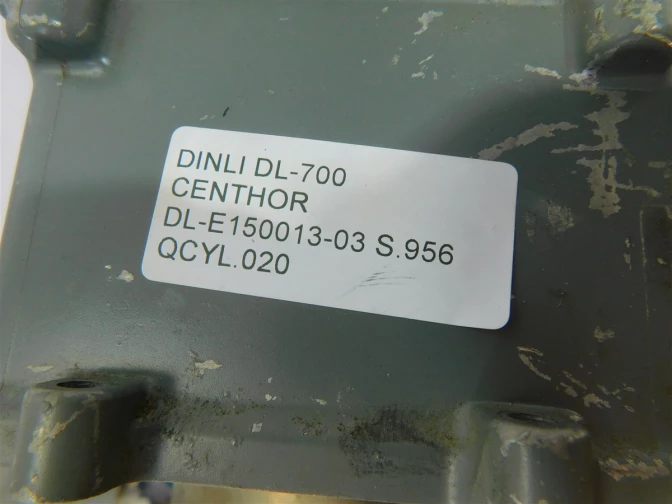 DINLI DL-700
CENTHOR
DL-E150013-03 S.956
QCYL.020